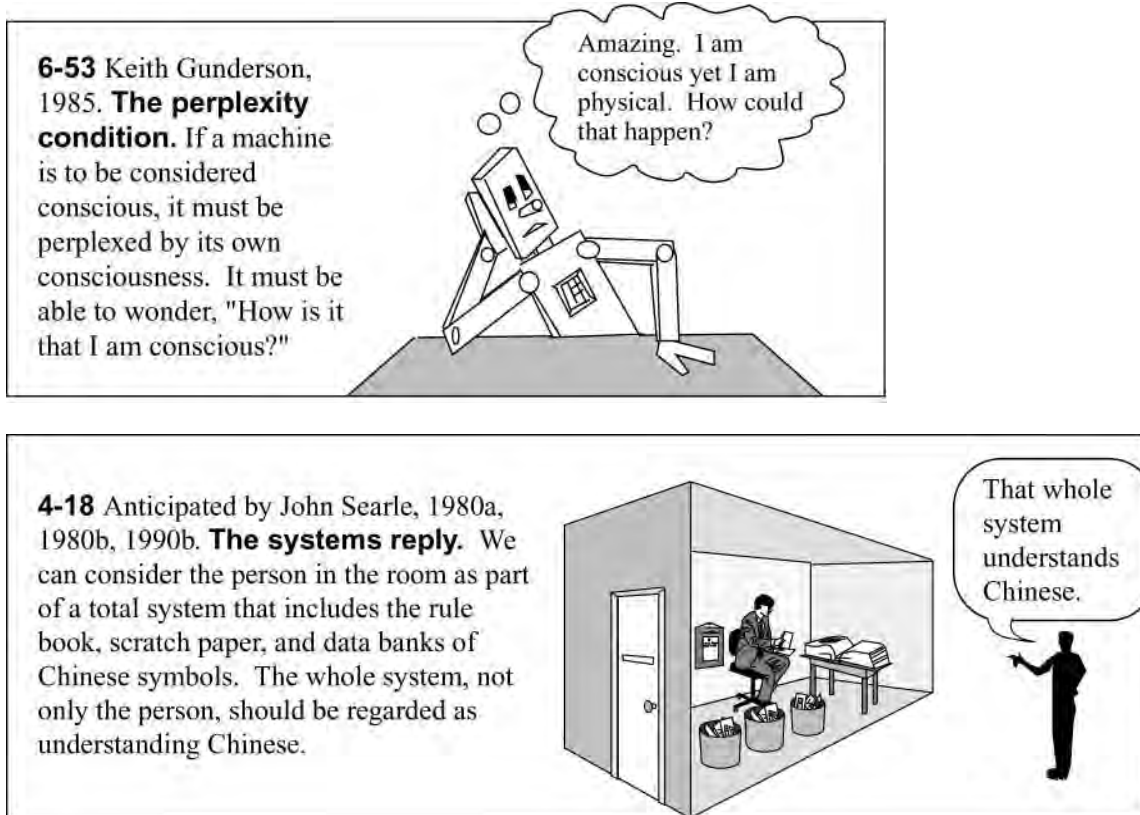 6-53 Keith Gunderson,
1985. The perplexity
condition. If a machine
is to be considered
conscious, it must be
perplexed by its own
consciousness.  It must be
able to wonder, "How is it
that I am conscious?"
Amazing.  I am
conscious yet I am
physical.  How could
that happen?
4-18 Anticipated by John Searle, 1980a,
1980b, 1990b. The systems reply.  We
can consider the person in the room as part
of a total system that includes the rule
book, scratch paper, and data banks of
Chinese symbols.  The whole system, not
only the person, should be regarded as
understanding Chinese.
That whole
system
understands
Chinese.